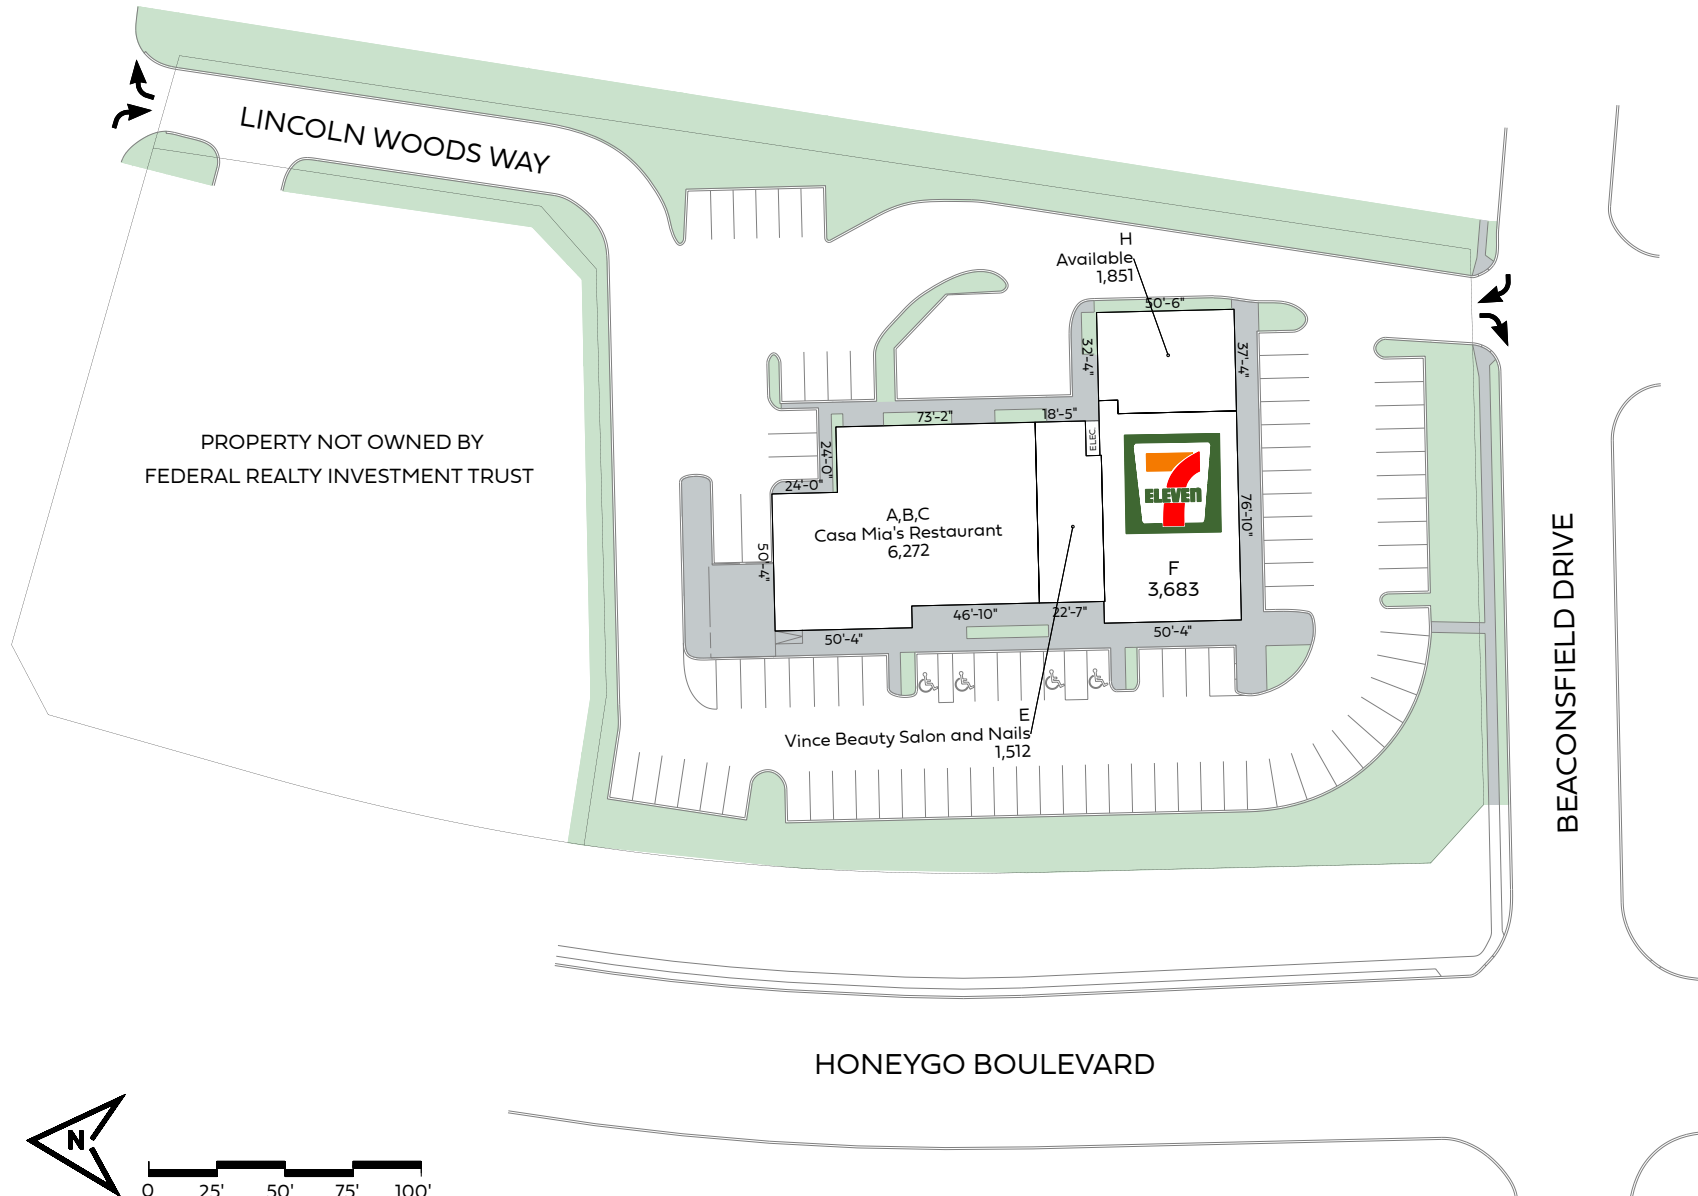 LINCOLN WOODS WAY
H
Available
1,851
50'-6"
32'-4"
37'-4"
73'-2"
18'-5"
ELEC.
24'-0"
24'-0"
PROPERTY NOT OWNED BY
FEDERAL REALTY INVESTMENT TRUST
A,B,C
Casa Mia's Restaurant
6,272
7
ELEVEN
76'-10"
50'-4"
F
3,683
46'-10"
22'-7"
50'-4"
50'-4"
E
Vince Beauty Salon and Nails
1,512
BEACONSFIELD DRIVE
HONEYGO BOULEVARD
N
0 25' 50' 75' 100'